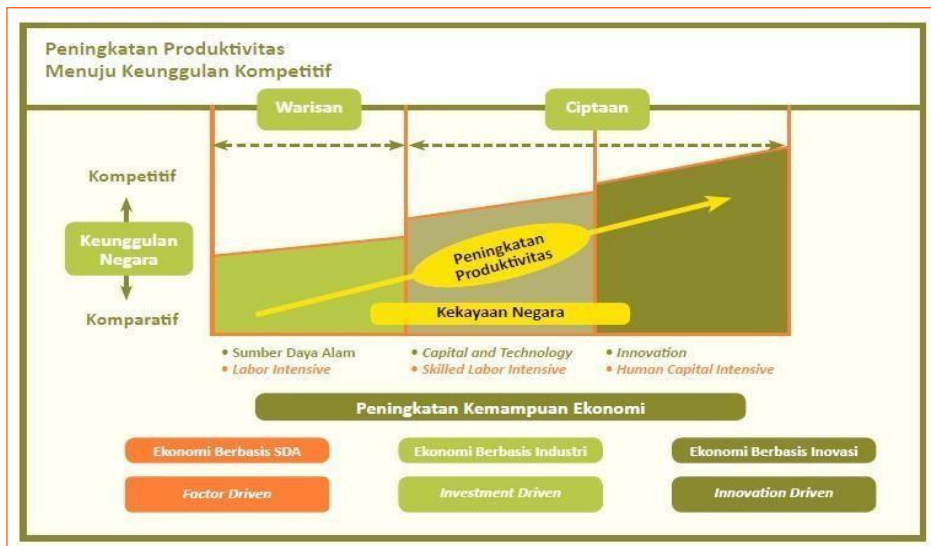 Peningkatan Produktivitas
Menuju Keunggulan Kompetitif
Warisan
Ciptaan
Kompetitif
Keunggulan
Negara
Komparatif
Peningkatan
Produktivitas
Kekayaan Negara
• Sumber Daya Alam
• Labor Intensive
• Capital and Technology
• Skilled Labor Intensive
• Innovation
• Human Capital Intensive
Peningkatan Kemampuan Ekonomi
Ekonomi Berbasis SDA
Ekonomi Berbasis Industri
Ekonomi Berbasis Inovasi
Factor Driven
Investment Driven
Innovation Driven